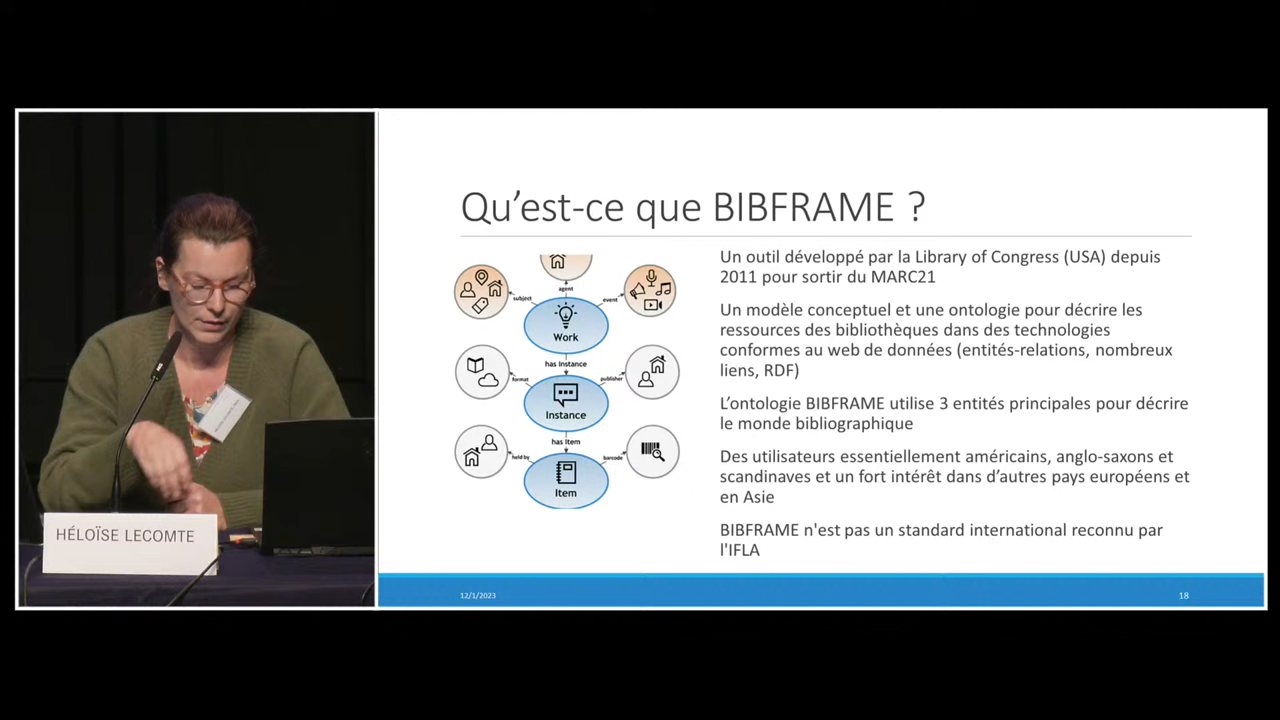 HÉLOÏSE LECOMTE
Qu’est-ce que BIBFRAME ?
agent
subject
event
Work
has Instance
format
publisher
Instance
has Item
held by
barcode
Item
Un outil développé par la Library of Congress (USA) depuis
2011 pour sortir du MARC21
Un modèle conceptuel et une ontologie pour décrire les
ressources des bibliothèques dans des technologies
conformes au web de données (entités-relations, nombreux
liens, RDF)
L’ontologie BIBFRAME utilise 3 entités principales pour décrire
le monde bibliographique
Des utilisateurs essentiellement américains, anglo-saxons et
scandinaves et un fort intérêt dans d’autres pays européens et
en Asie
BIBFRAME n'est pas un standard international reconnu par
l'IFLA
12/1/2023
18